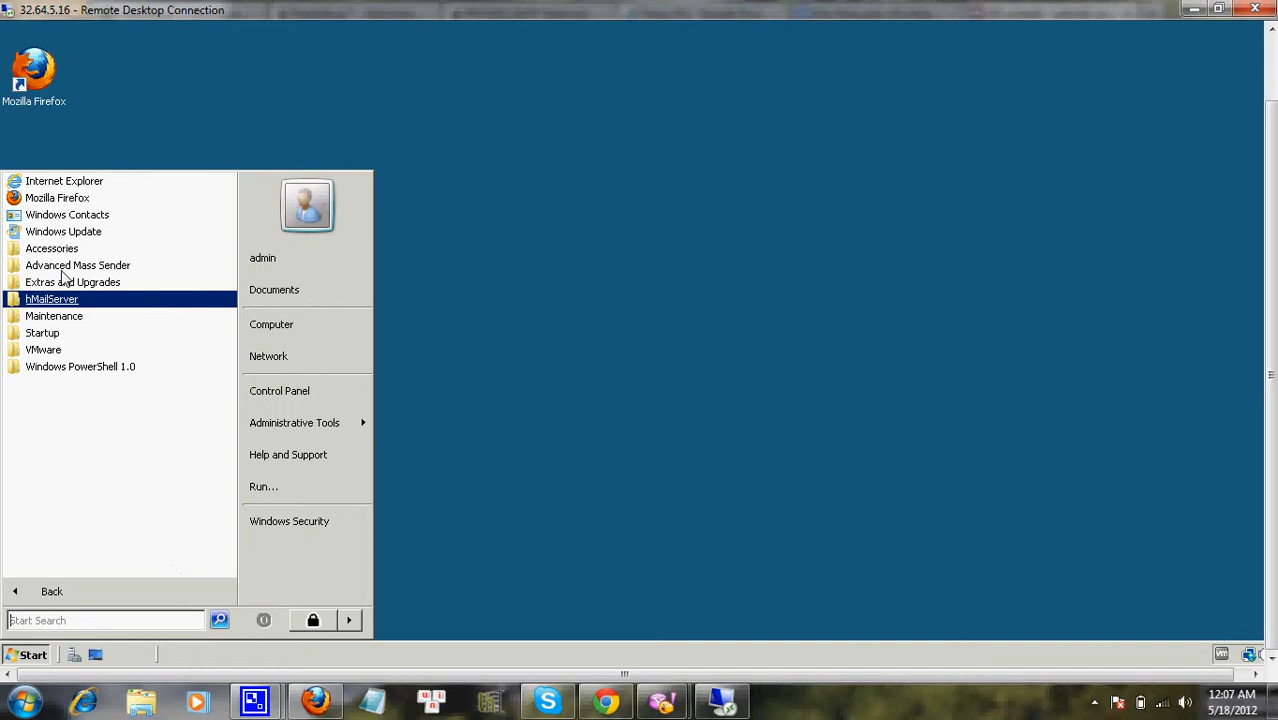 32.64.5.16 - Remote Desktop Connection
Mozilla Firefox
Internet Explorer
Mozilla Firefox
Windows Contacts
Windows Update
Accessories
Advanced Mass Sender
Extras and Upgrades
hMailServer
Maintenance
Startup
VMware
Windows PowerShell 1.0
Back
Start Search
admin
Documents
Computer
Network
Control Panel
Administrative Tools
Help and Support
Run...
Windows Security
Start
vm
12:07 AM
5/18/2012